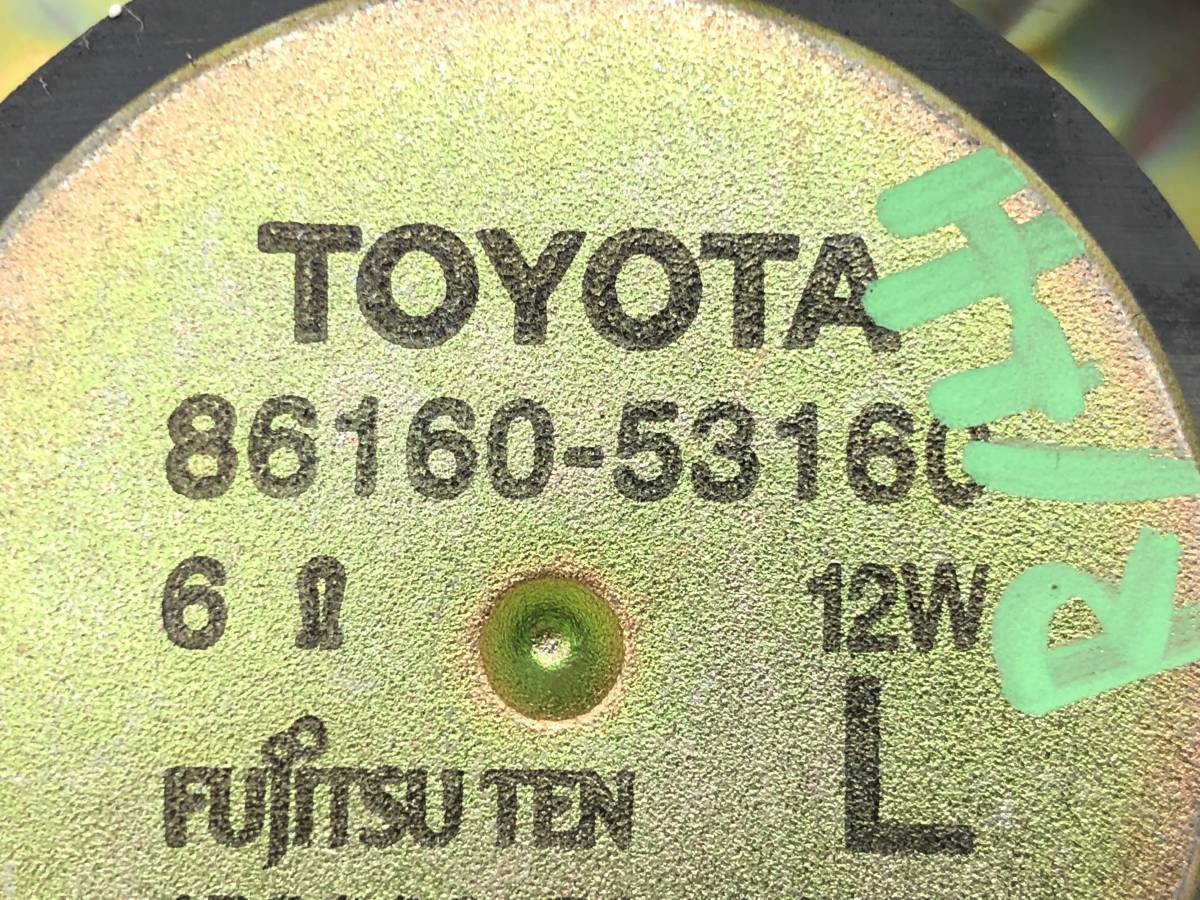 TOYOTA
86160-53160
6 Ω 12W
L
FUJITSU TEN